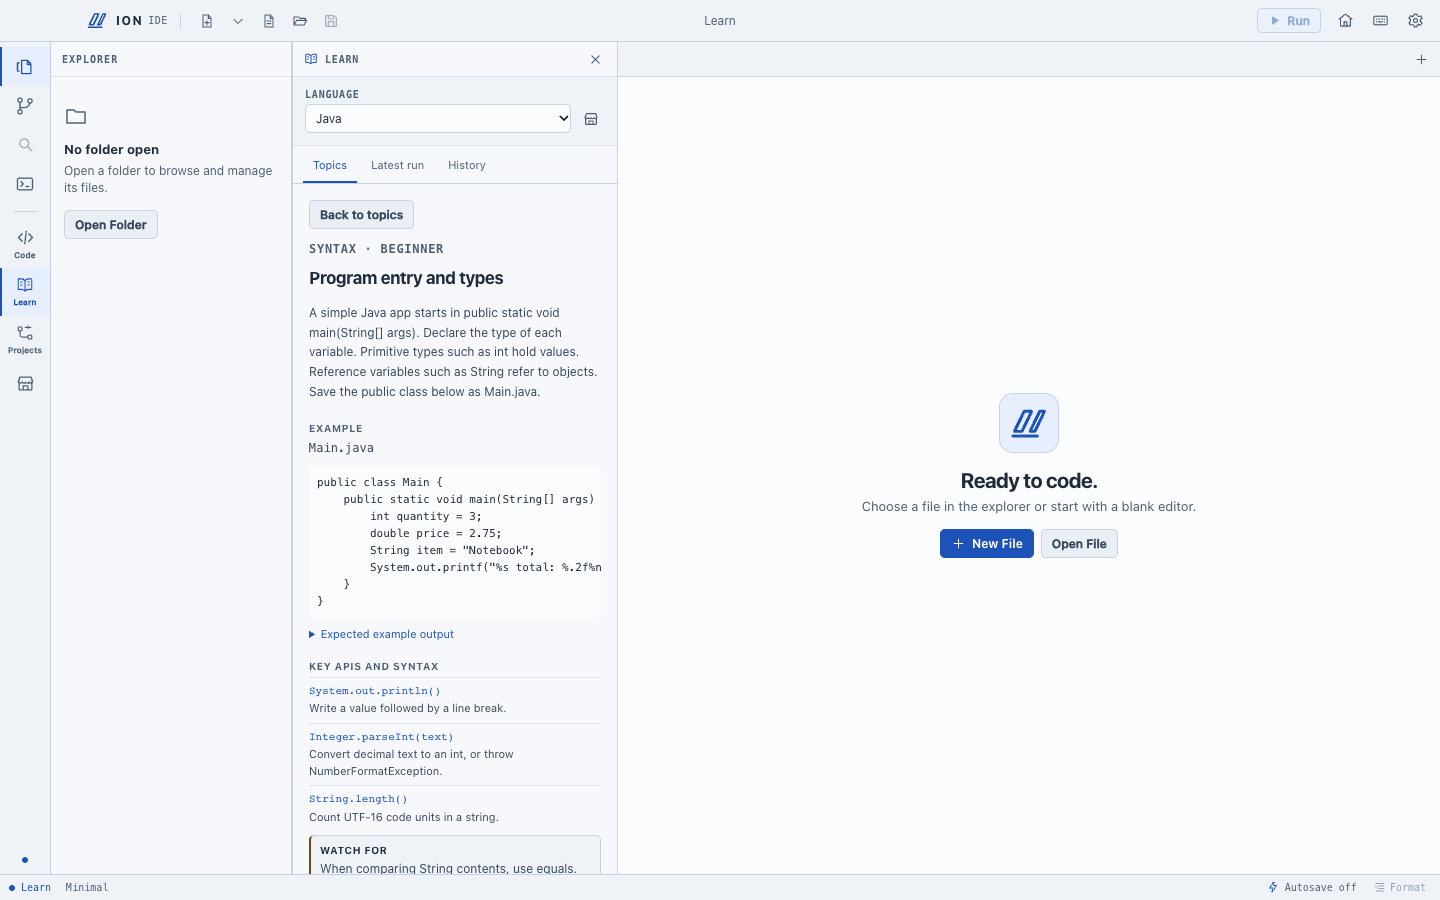 ION IDE
Learn
Run
EXPLORER
No folder open
Open a folder to browse and manage
its files.
Open Folder
Code
Learn
Projects
LEARN
LANGUAGE
Java
Topics
Latest run
History
Back to topics
SYNTAX · BEGINNER
Program entry and types
A simple Java app starts in public static void
main(String[] args). Declare the type of each
variable. Primitive types such as int hold values.
Reference variables such as String refer to objects.
Save the public class below as Main.java.
EXAMPLE
Main.java
public class Main {
    public static void main(String[] args)
        int quantity = 3;
        double price = 2.75;
        String item = "Notebook";
        System.out.printf("%s total: %.2f%n
    }
}
Expected example output
KEY APIS AND SYNTAX
System.out.println()
Write a value followed by a line break.
Integer.parseInt(text)
Convert decimal text to an int, or throw
NumberFormatException.
String.length()
Count UTF-16 code units in a string.
WATCH FOR
When comparing String contents, use equals.
Ready to code.
Choose a file in the explorer or start with a blank editor.
New File
Open File
Learn
Minimal
Autosave off
Format